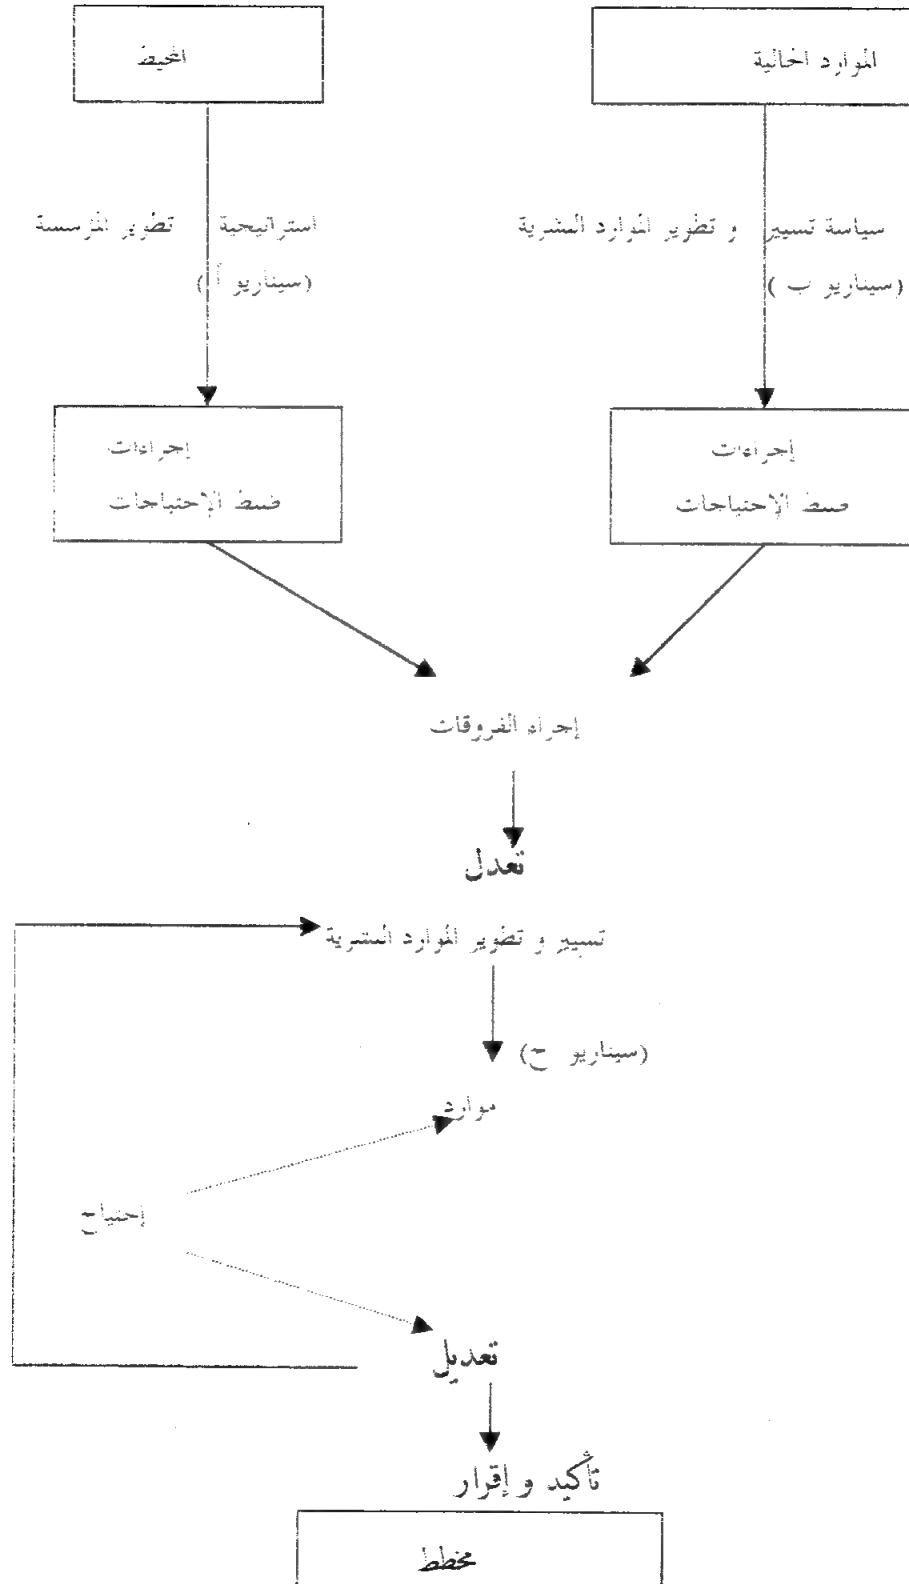 الموارد الحالية
المحيط
سياسة تسيير و تطوير الموارد البشرية
(سيناريو ب)
استراتيجية تطوير المؤسسة
(سيناريو أ)
إجراءات
ضبط الإحتياجات
إجراءات
ضبط الإحتياجات
إجراء الفروقات
تعدل
تسيير و تطوير الموارد البشرية
(سيناريو ح)
موارد
إحتياج
تعديل
تأكيد و إقرار
مخطط